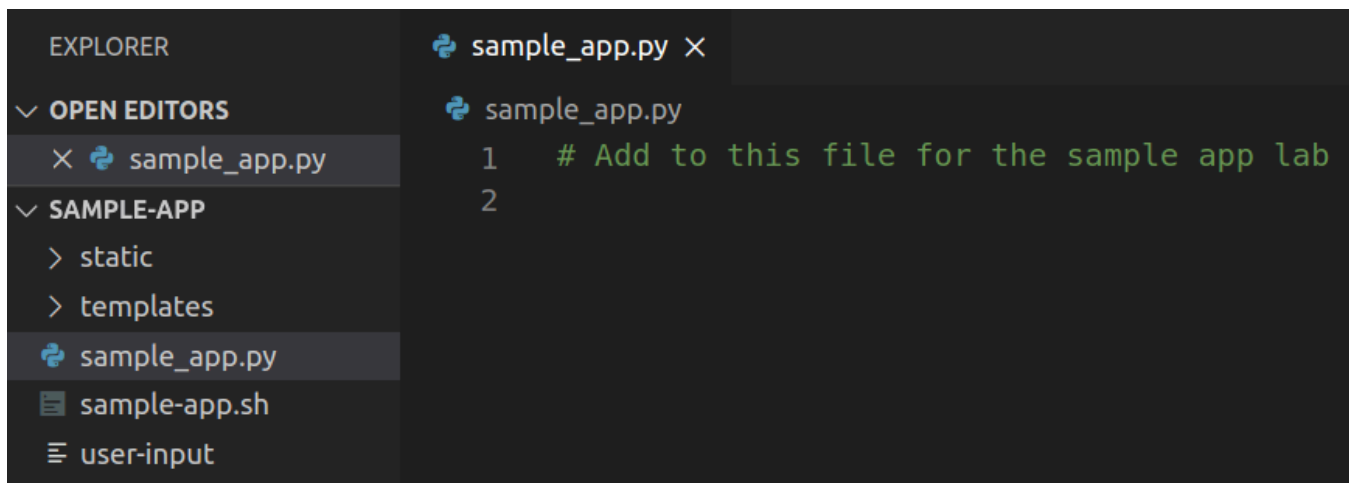 EXPLORER
OPEN EDITORS
sample_app.py
SAMPLE-APP
static
templates
sample_app.py
sample-app.sh
user-input
sample_app.py
sample_app.py
1 # Add to this file for the sample app lab
2